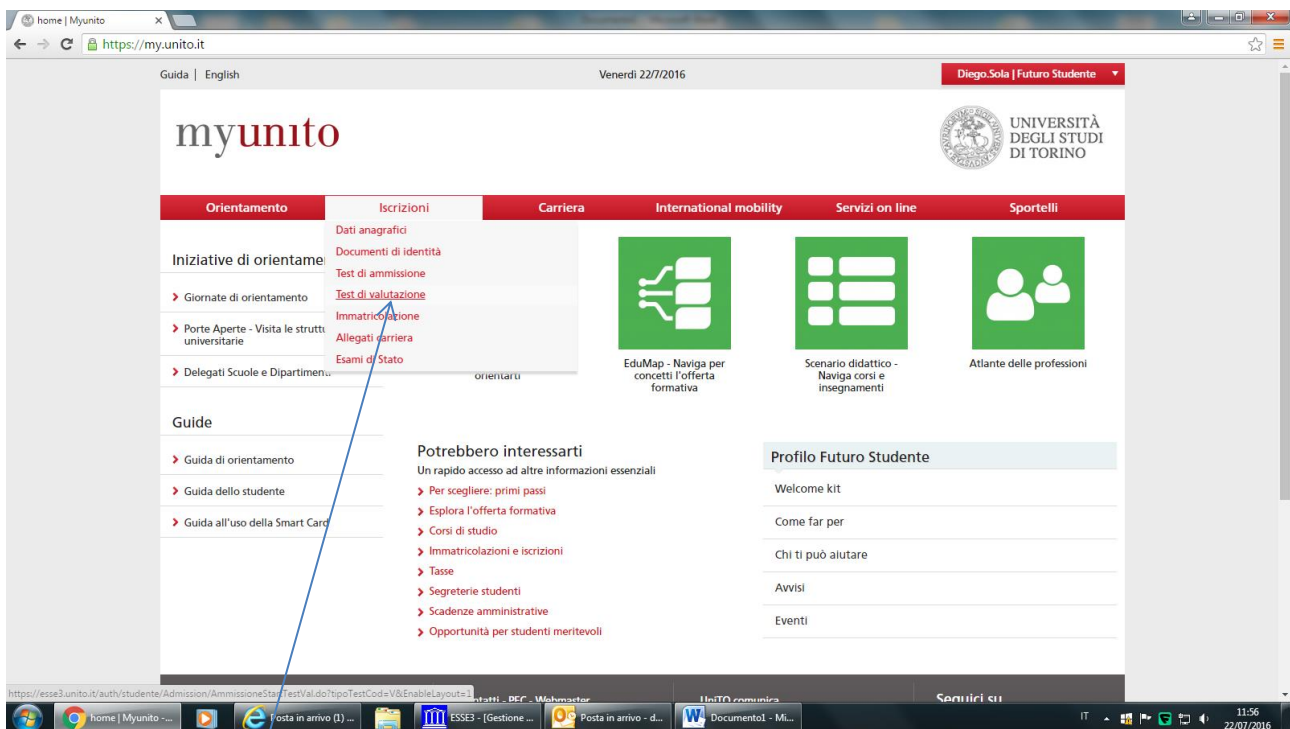 home | Myunito
https://my.unito.it
Guida | English
Venerdì 22/7/2016
Diego.Sola | Futuro Studente
myunito
UNIVERSITÀ
DEGLI STUDI
DI TORINO
Orientamento
Iscrizioni
Carriera
International mobility
Servizi on line
Sportelli
Dati anagrafici
Documenti di identità
Test di ammissione
Test di valutazione
Immatricolazione
Allegati carriera
Esami di Stato
Iniziative di orientame
Giornate di orientamento
Porte Aperte - Visita le struttu
universitarie
Delegati Scuole e Dipartimen
orientarti
EduMap - Naviga per
concetti l'offerta
formativa
Scenario didattico -
Naviga corsi e
insegnamenti
Atlante delle professioni
Guide
Guida di orientamento
Guida dello studente
Guida all'uso della Smart Card
Potrebbero interessarti
Un rapido accesso ad altre informazioni essenziali
Per scegliere: primi passi
Esplora l'offerta formativa
Corsi di studio
Immatricolazioni e iscrizioni
Tasse
Segreterie studenti
Scadenze amministrative
Opportunità per studenti meritevoli
Profilo Futuro Studente
Welcome kit
Come far per
Chi ti può aiutare
Avvisi
Eventi
https://esse3.unito.it/auth/studente/Admission/AmmissioneStartTestVal.do?tipoTestCod=V&EnableLayout=1
ntatti - PEC - Webmaster
UniTO comunica
Seguici su
home | Myunito -...
Posta in arrivo (1) ...
ESSE3 - [Gestione ...
Posta in arrivo - d...
Documento1 - Mi...
IT
11:56
22/07/2016